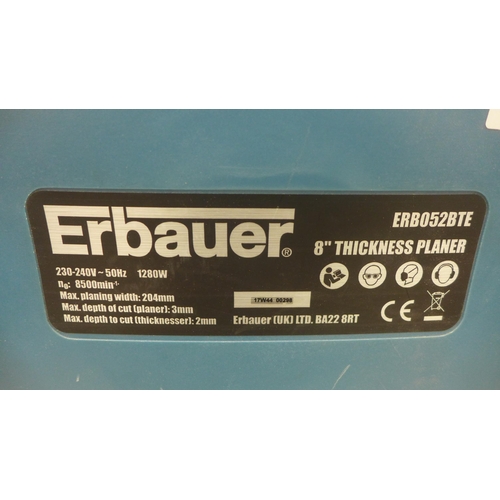 Erbauer®
ERB052BTE
8" THICKNESS PLANER
230-240V ~ 50Hz 1280W
n₀: 8500min⁻¹
Max. planing width: 204mm
Max. depth of cut (planer): 3mm
Max. depth to cut (thicknesser): 2mm
17W44 00266
Erbauer (UK) LTD. BA22 8RT
CE